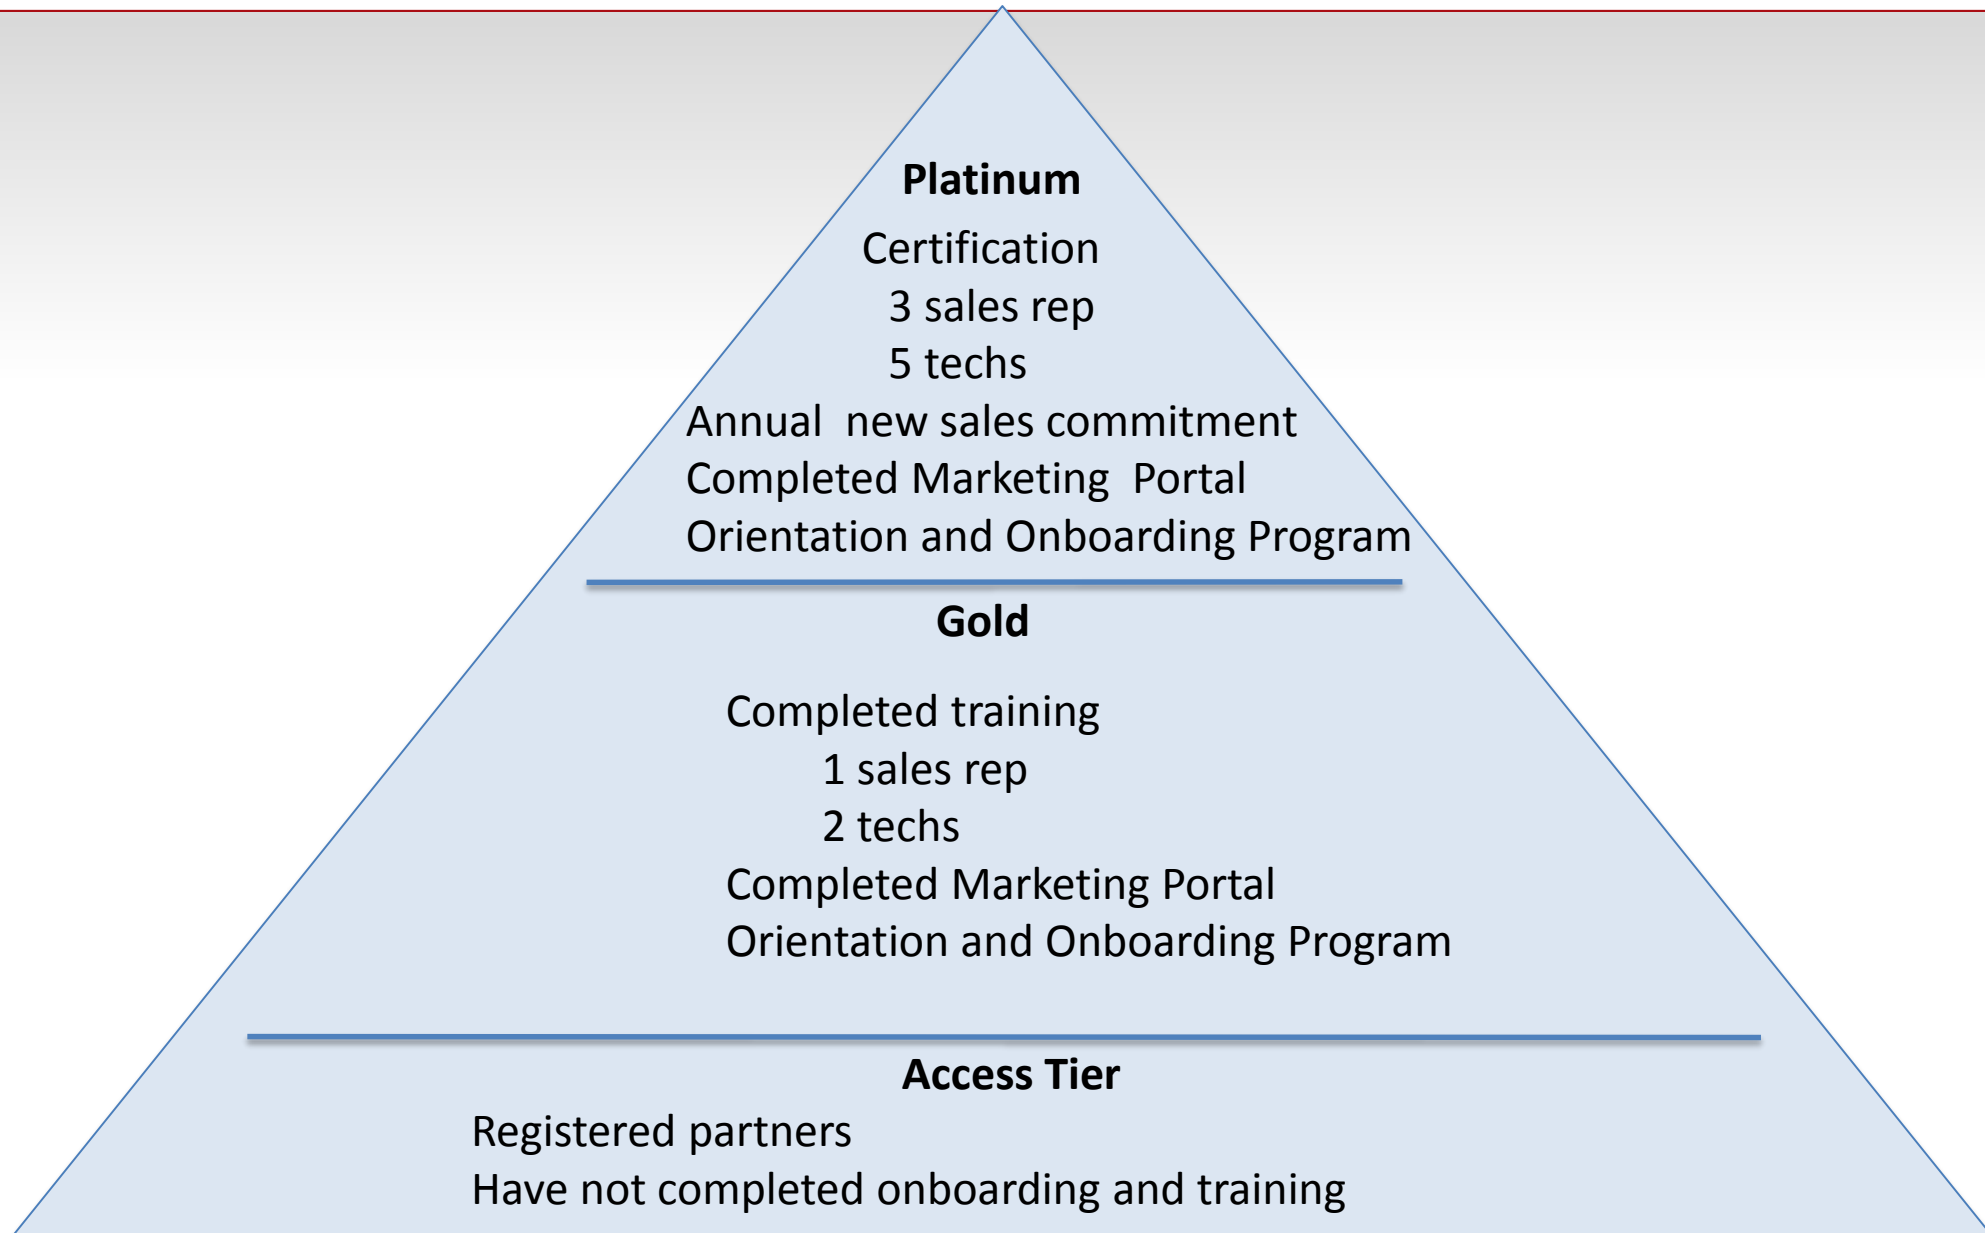 Platinum
Certification
3 sales rep
5 techs
Annual  new sales commitment
Completed Marketing  Portal
Orientation and Onboarding Program
Gold
Completed training
1 sales rep
2 techs
Completed Marketing Portal
Orientation and Onboarding Program
Access Tier
Registered partners
Have not completed onboarding and training